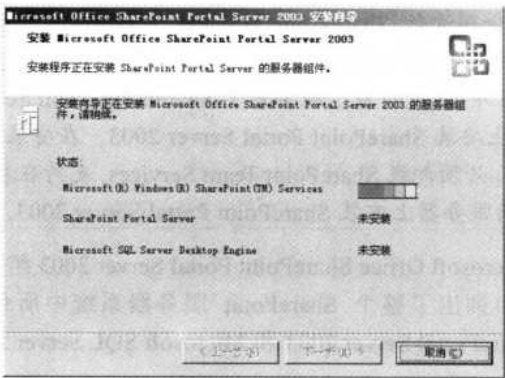 Microsoft Office SharePoint Portal Server 2003 安装向导
安装 Microsoft Office SharePoint Portal Server 2003
安装程序正在安装 SharePoint Portal Server 的服务器组件。
安装向导正在安装 Microsoft Office SharePoint Portal Server 2003 的服务器组
件，请稍候。
状态
Microsoft(R) Windows(R) SharePoint(TM) Services
SharePoint Portal Server 未安装
Microsoft SQL Server Desktop Engine 未安装
取消(C)